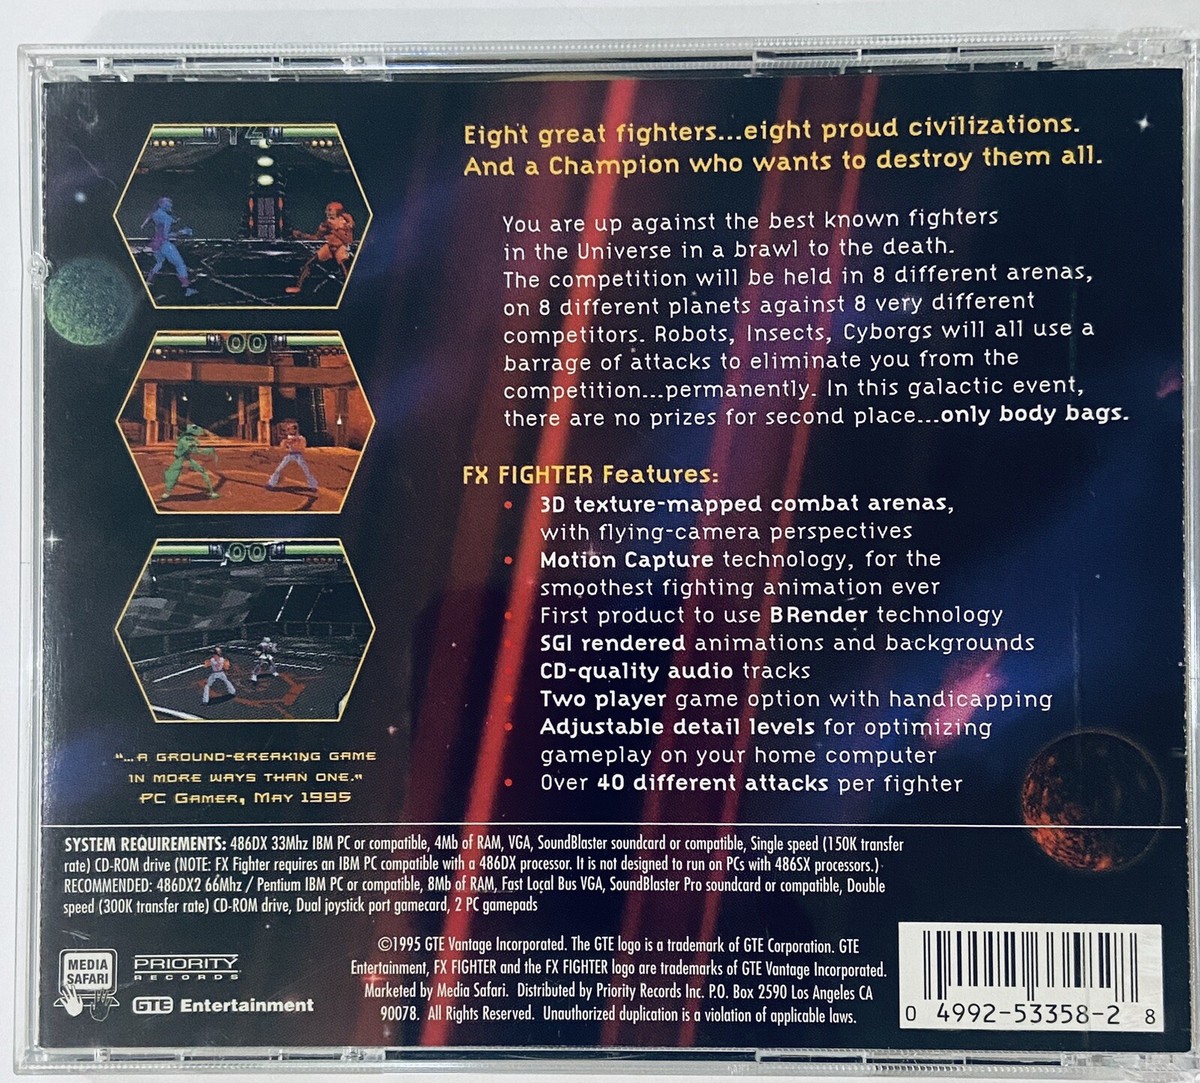 Eight great fighters...eight proud civilizations.
And a Champion who wants to destroy them all.
You are up against the best known fighters
in the Universe in a brawl to the death.
The competition will be held in 8 different arenas,
on 8 different planets against 8 very different
competitors. Robots, Insects, Cyborgs will all use a
barrage of attacks to eliminate you from the
competition...permanently. In this galactic event,
there are no prizes for second place...only body bags.
FX FIGHTER Features:
• 3D texture-mapped combat arenas,
with flying-camera perspectives
• Motion Capture technology, for the
smoothest fighting animation ever
• First product to use BRender technology
• SGI rendered animations and backgrounds
• CD-quality audio tracks
• Two player game option with handicapping
• Adjustable detail levels for optimizing
gameplay on your home computer
• Over 40 different attacks per fighter
14
00
00
"...A GROUND-BREAKING GAME
IN MORE WAYS THAN ONE."
PC GAMER, MAY 1995
SYSTEM REQUIREMENTS: 486DX 33Mhz IBM PC or compatible, 4Mb of RAM, VGA, SoundBlaster soundcard or compatible, Single speed (150K transfer
rate) CD-ROM drive (NOTE: FX Fighter requires an IBM PC compatible with a 486DX processor. It is not designed to run on PCs with 486SX processors.)
RECOMMENDED: 486DX2 66Mhz / Pentium IBM PC or compatible, 8Mb of RAM, Fast Local Bus VGA, SoundBlaster Pro soundcard or compatible, Double
speed (300K transfer rate) CD-ROM drive, Dual joystick port gamecard, 2 PC gamepads
MEDIA
SAFARI
PRIORITY
RECORDS
GTE Entertainment
©1995 GTE Vantage Incorporated. The GTE logo is a trademark of GTE Corporation. GTE
Entertainment, FX FIGHTER and the FX FIGHTER logo are trademarks of GTE Vantage Incorporated.
Marketed by Media Safari. Distributed by Priority Records Inc. P.O. Box 2590 Los Angeles CA
90078. All Rights Reserved. Unauthorized duplication is a violation of applicable laws.
0 4992-53358-2 8